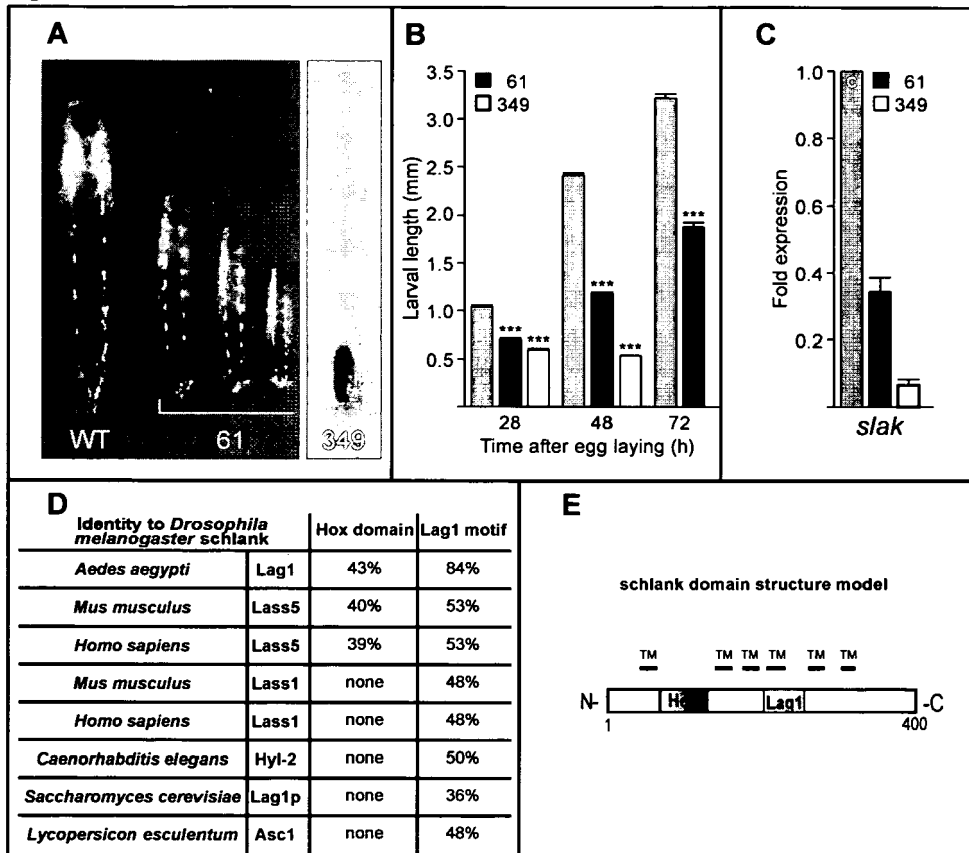 A
WT
61
349
B
61
349
Larval length (mm)
3.5
3.0
2.5
2.0
1.5
1.0
0.5
***
***
***
***
***
28
48
72
Time after egg laying (h)
C
61
349
Fold expression
1.0
0.8
0.6
0.4
0.2
slak
D
Identity to Drosophila melanogaster schlank
Hox domain
Lag1 motif
Aedes aegypti Lag1 43% 84%
Mus musculus Lass5 40% 53%
Homo sapiens Lass5 39% 53%
Mus musculus Lass1 none 48%
Homo sapiens Lass1 none 48%
Caenorhabditis elegans Hyl-2 none 50%
Saccharomyces cerevisiae Lag1p none 36%
Lycopersicon esculentum Asc1 none 48%
E
schlank domain structure model
TM TM TM TM TM TM
N- Lag1 -C
1 400